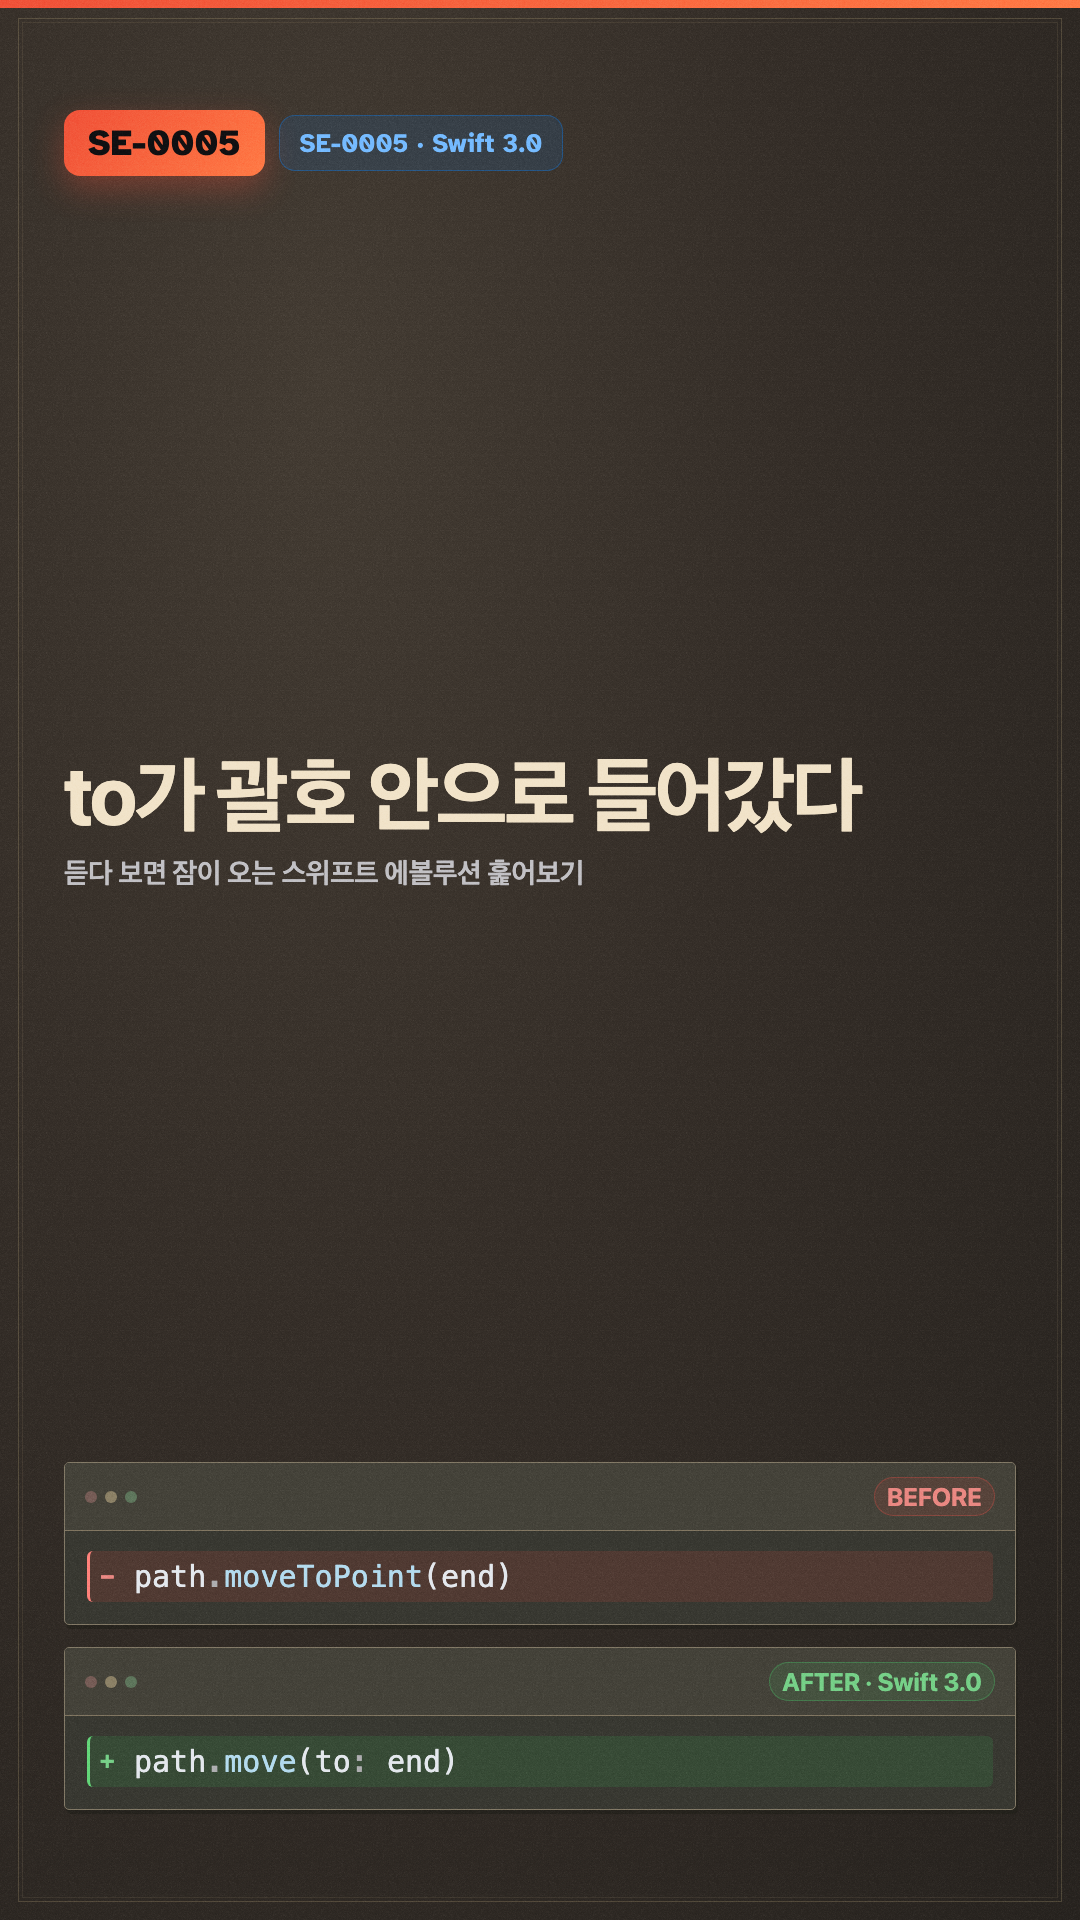 SE-0005
SE-0005 · Swift 3.0
to가 괄호 안으로 들어갔다
듣다 보면 잠이 오는 스위프트 에볼루션 훑어보기
BEFORE
- path.moveToPoint(end)
AFTER · Swift 3.0
+ path.move(to: end)